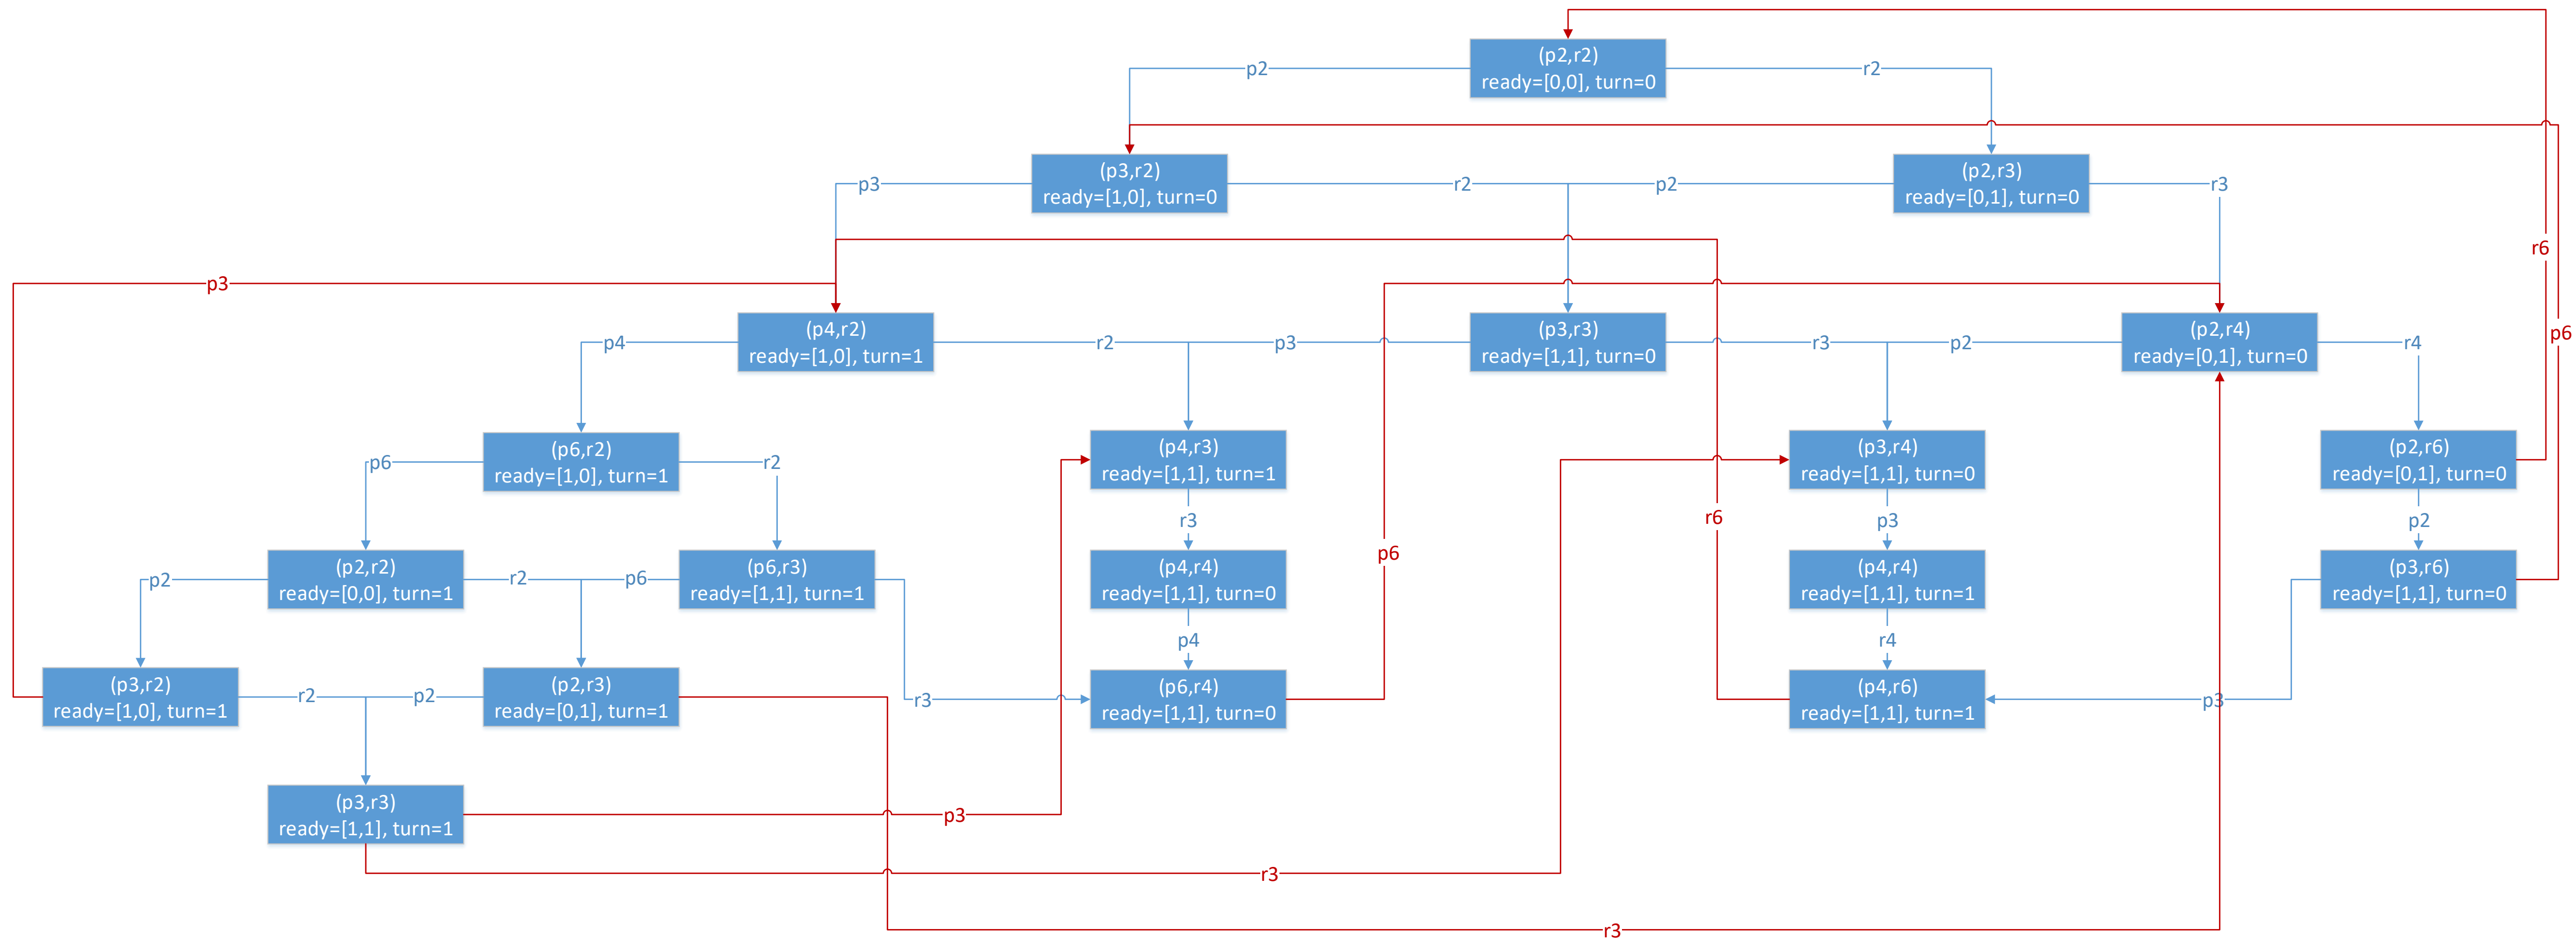 (p2,r2)
ready=[0,0], turn=0
p2
r2
(p3,r2)
ready=[1,0], turn=0
(p2,r3)
ready=[0,1], turn=0
p3
r2
p2
r3
r6
p3
p6
(p4,r2)
ready=[1,0], turn=1
(p3,r3)
ready=[1,1], turn=0
(p2,r4)
ready=[0,1], turn=0
p4
r2
p3
r3
p2
r4
(p6,r2)
ready=[1,0], turn=1
(p4,r3)
ready=[1,1], turn=1
(p3,r4)
ready=[1,1], turn=0
(p2,r6)
ready=[0,1], turn=0
p6
r2
r3
r6
p3
p2
p6
(p2,r2)
ready=[0,0], turn=1
(p6,r3)
ready=[1,1], turn=1
(p4,r4)
ready=[1,1], turn=0
(p4,r4)
ready=[1,1], turn=1
(p3,r6)
ready=[1,1], turn=0
p2
r2
p6
p4
r4
(p3,r2)
ready=[1,0], turn=1
(p2,r3)
ready=[0,1], turn=1
(p6,r4)
ready=[1,1], turn=0
(p4,r6)
ready=[1,1], turn=1
r2
p2
r3
p3
(p3,r3)
ready=[1,1], turn=1
p3
r3
r3